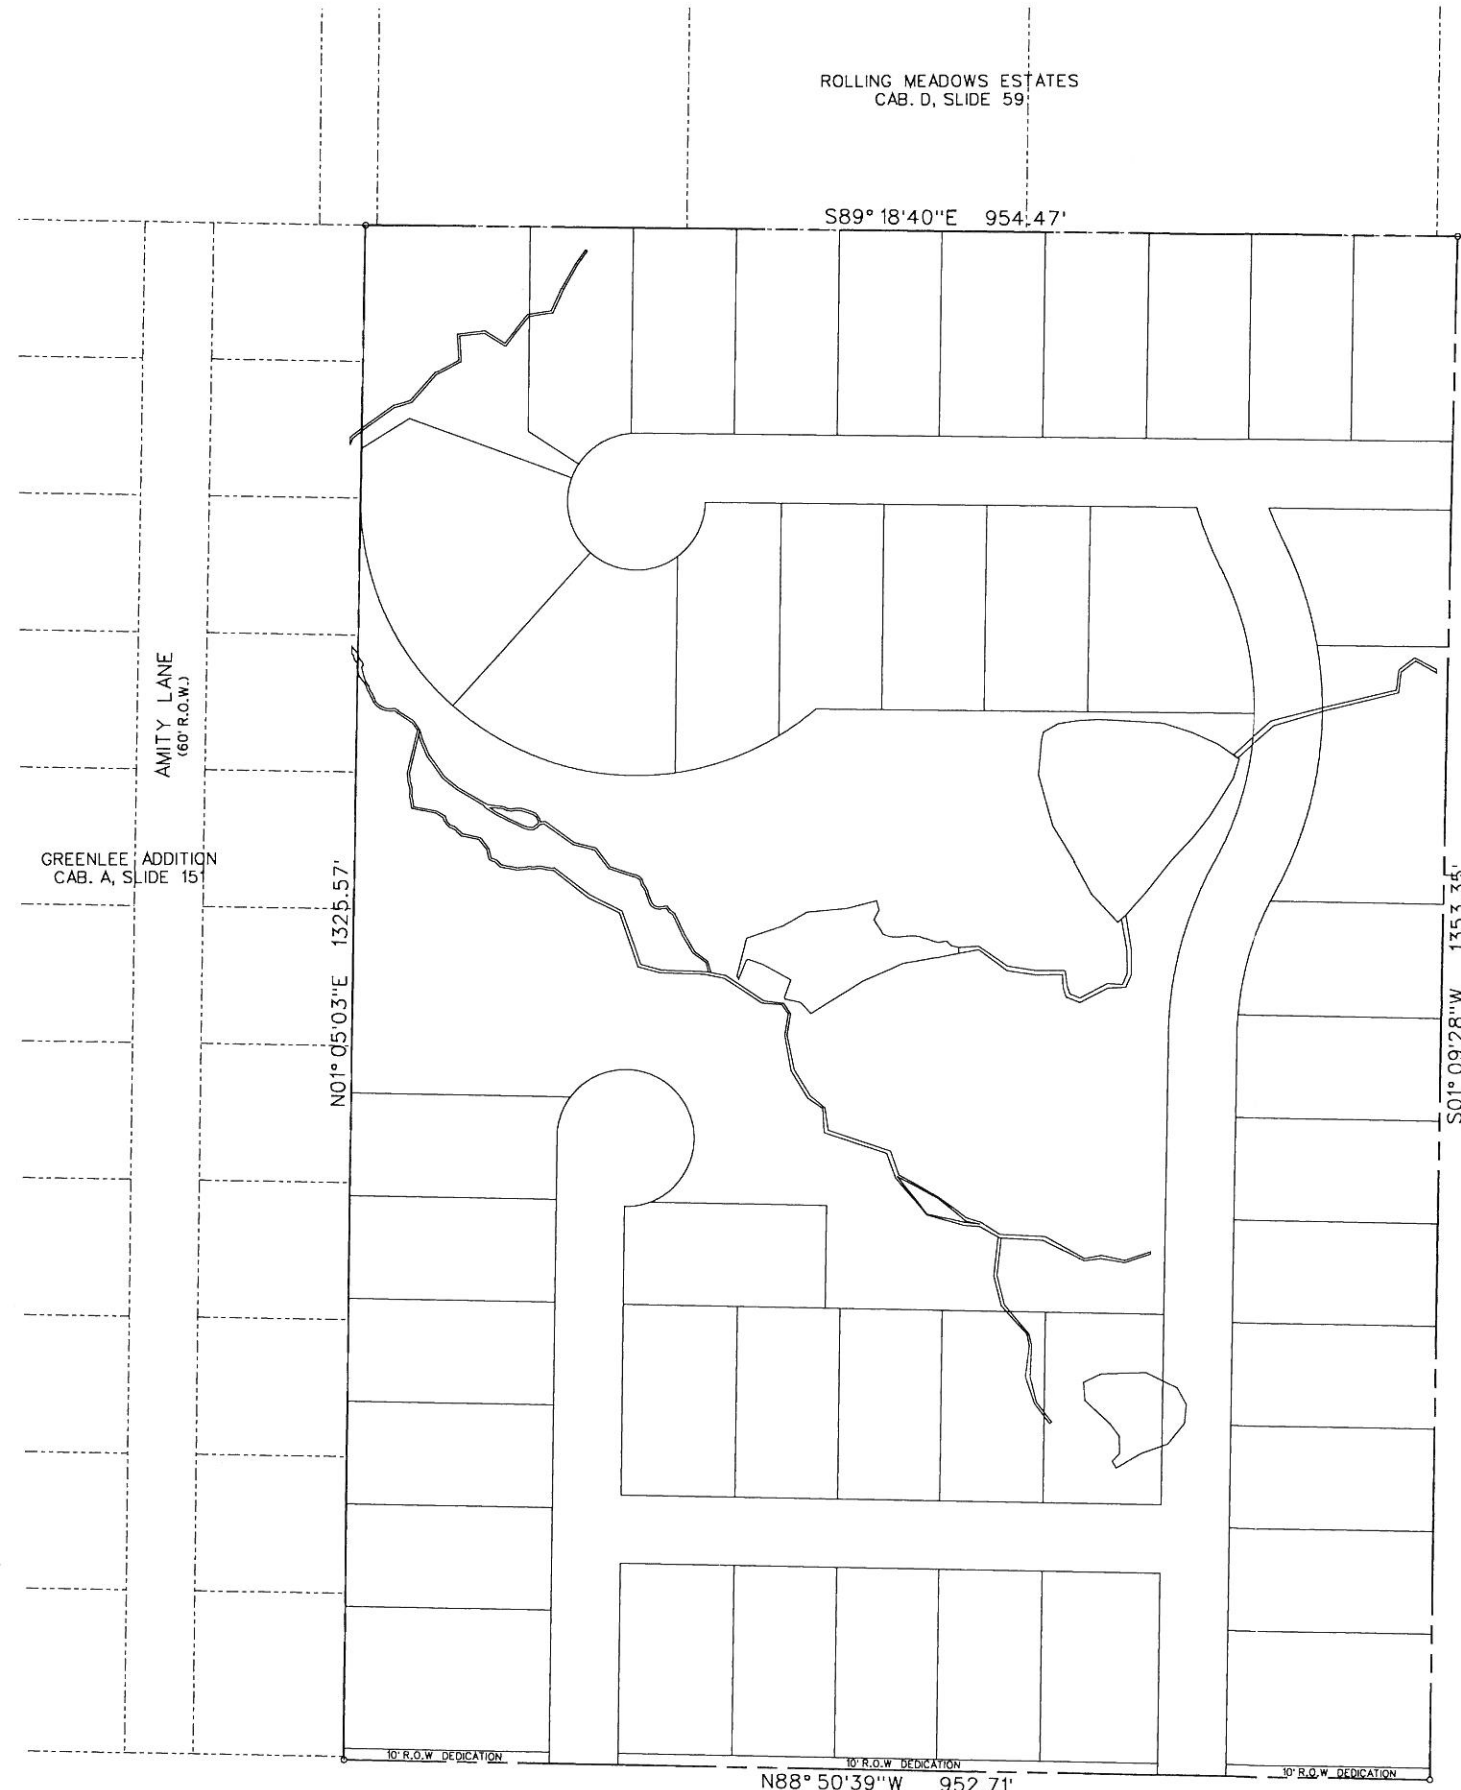 ROLLING MEADOWS ESTATES
CAB. D, SLIDE 59
S89° 18'40"E 954.47'
AMITY LANE
(60' R.O.W.)
GREENLEE ADDITION
CAB. A, SLIDE 151
N01° 05'03"E 1325.57'
S01° 09'28"W 1353.35'
10' R.O.W DEDICATION
10' R.O.W DEDICATION
10' R.O.W DEDICATION
N88° 50'39"W 952.71'